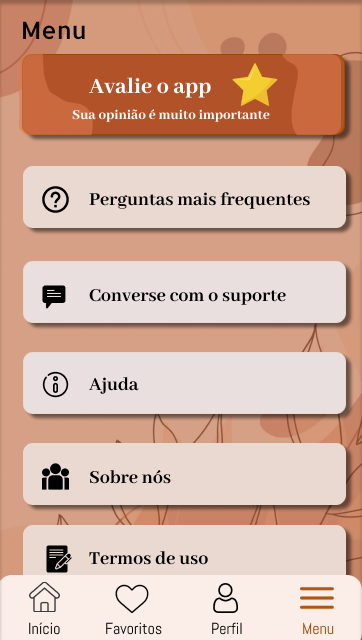 Menu
Avalie o app
Sua opinião é muito importante
Perguntas mais frequentes
Converse com o suporte
Ajuda
Sobre nós
Termos de uso
Início
Favoritos
Perfil
Menu